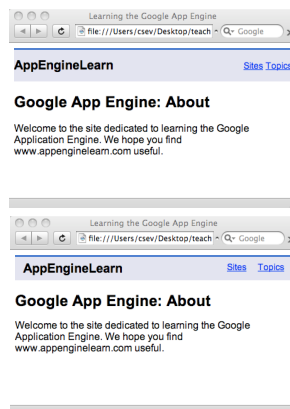 Learning the Google App Engine
file:///Users/csev/Desktop/teach
Google
AppEngineLearn
Sites Topics
Google App Engine: About
Welcome to the site dedicated to learning the Google
Application Engine. We hope you find
www.appenginelearn.com useful.
Learning the Google App Engine
file:///Users/csev/Desktop/teach
Google
AppEngineLearn
Sites Topics
Google App Engine: About
Welcome to the site dedicated to learning the Google
Application Engine. We hope you find
www.appenginelearn.com useful.